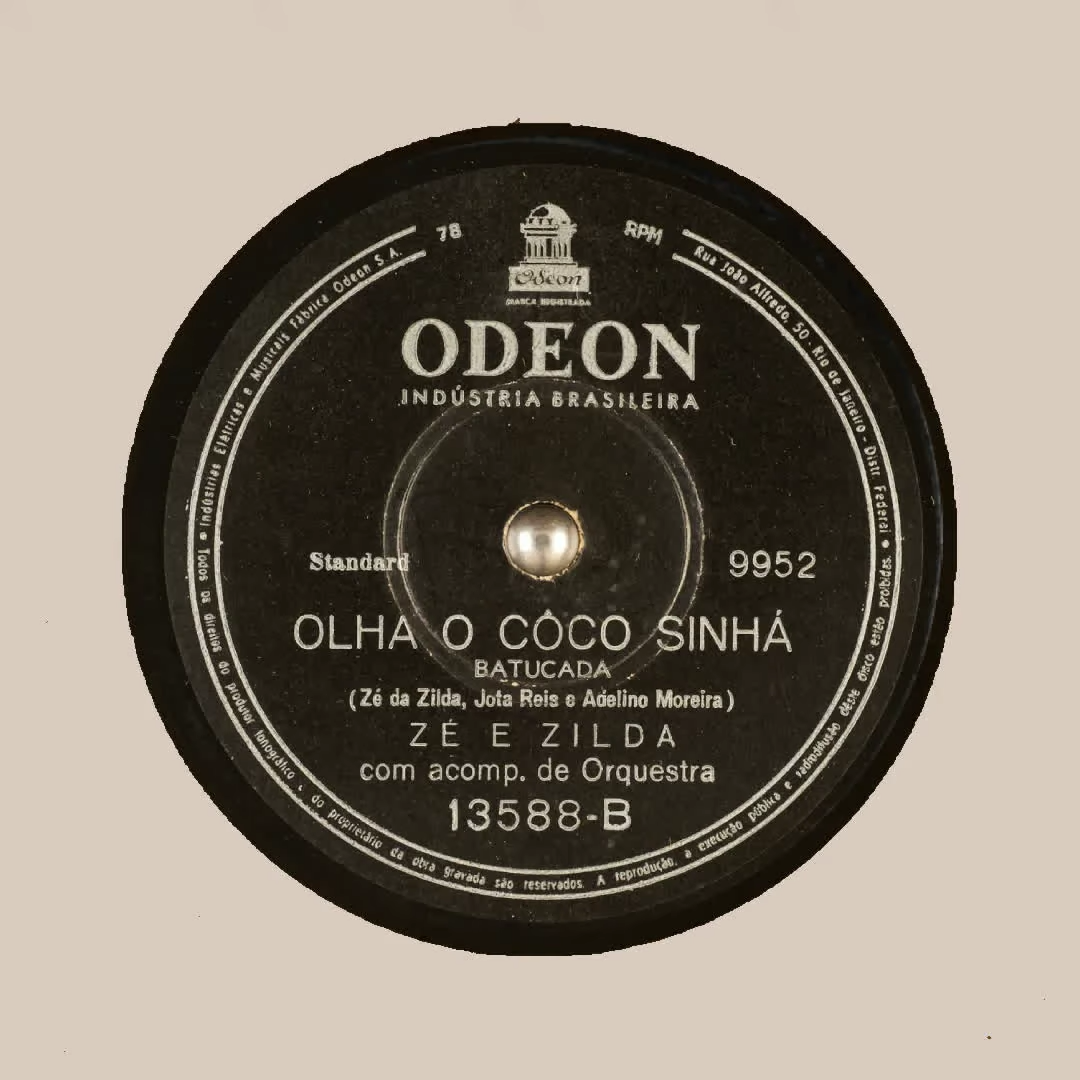 78 RPM
Odeon
MARCA REGISTRADA
ODEON
INDÚSTRIA BRASILEIRA
Standard 9952
OLHA O CÔCO SINHÁ
BATUCADA
(Zé da Zilda, Jota Reis e Adelino Moreira)
ZÉ E ZILDA
com acomp. de Orquestra
13588-B
Indústrias Elétricas e Musicais Fábrica Odeon S.A.
Rua João Alfredo, 50 - Rio de Janeiro - Distr Federal
Todos os direitos do produtor fonográfico e do proprietário da obra gravada são reservados. A reprodução, a execução pública e radiodifusão dêste disco estão proibidas.